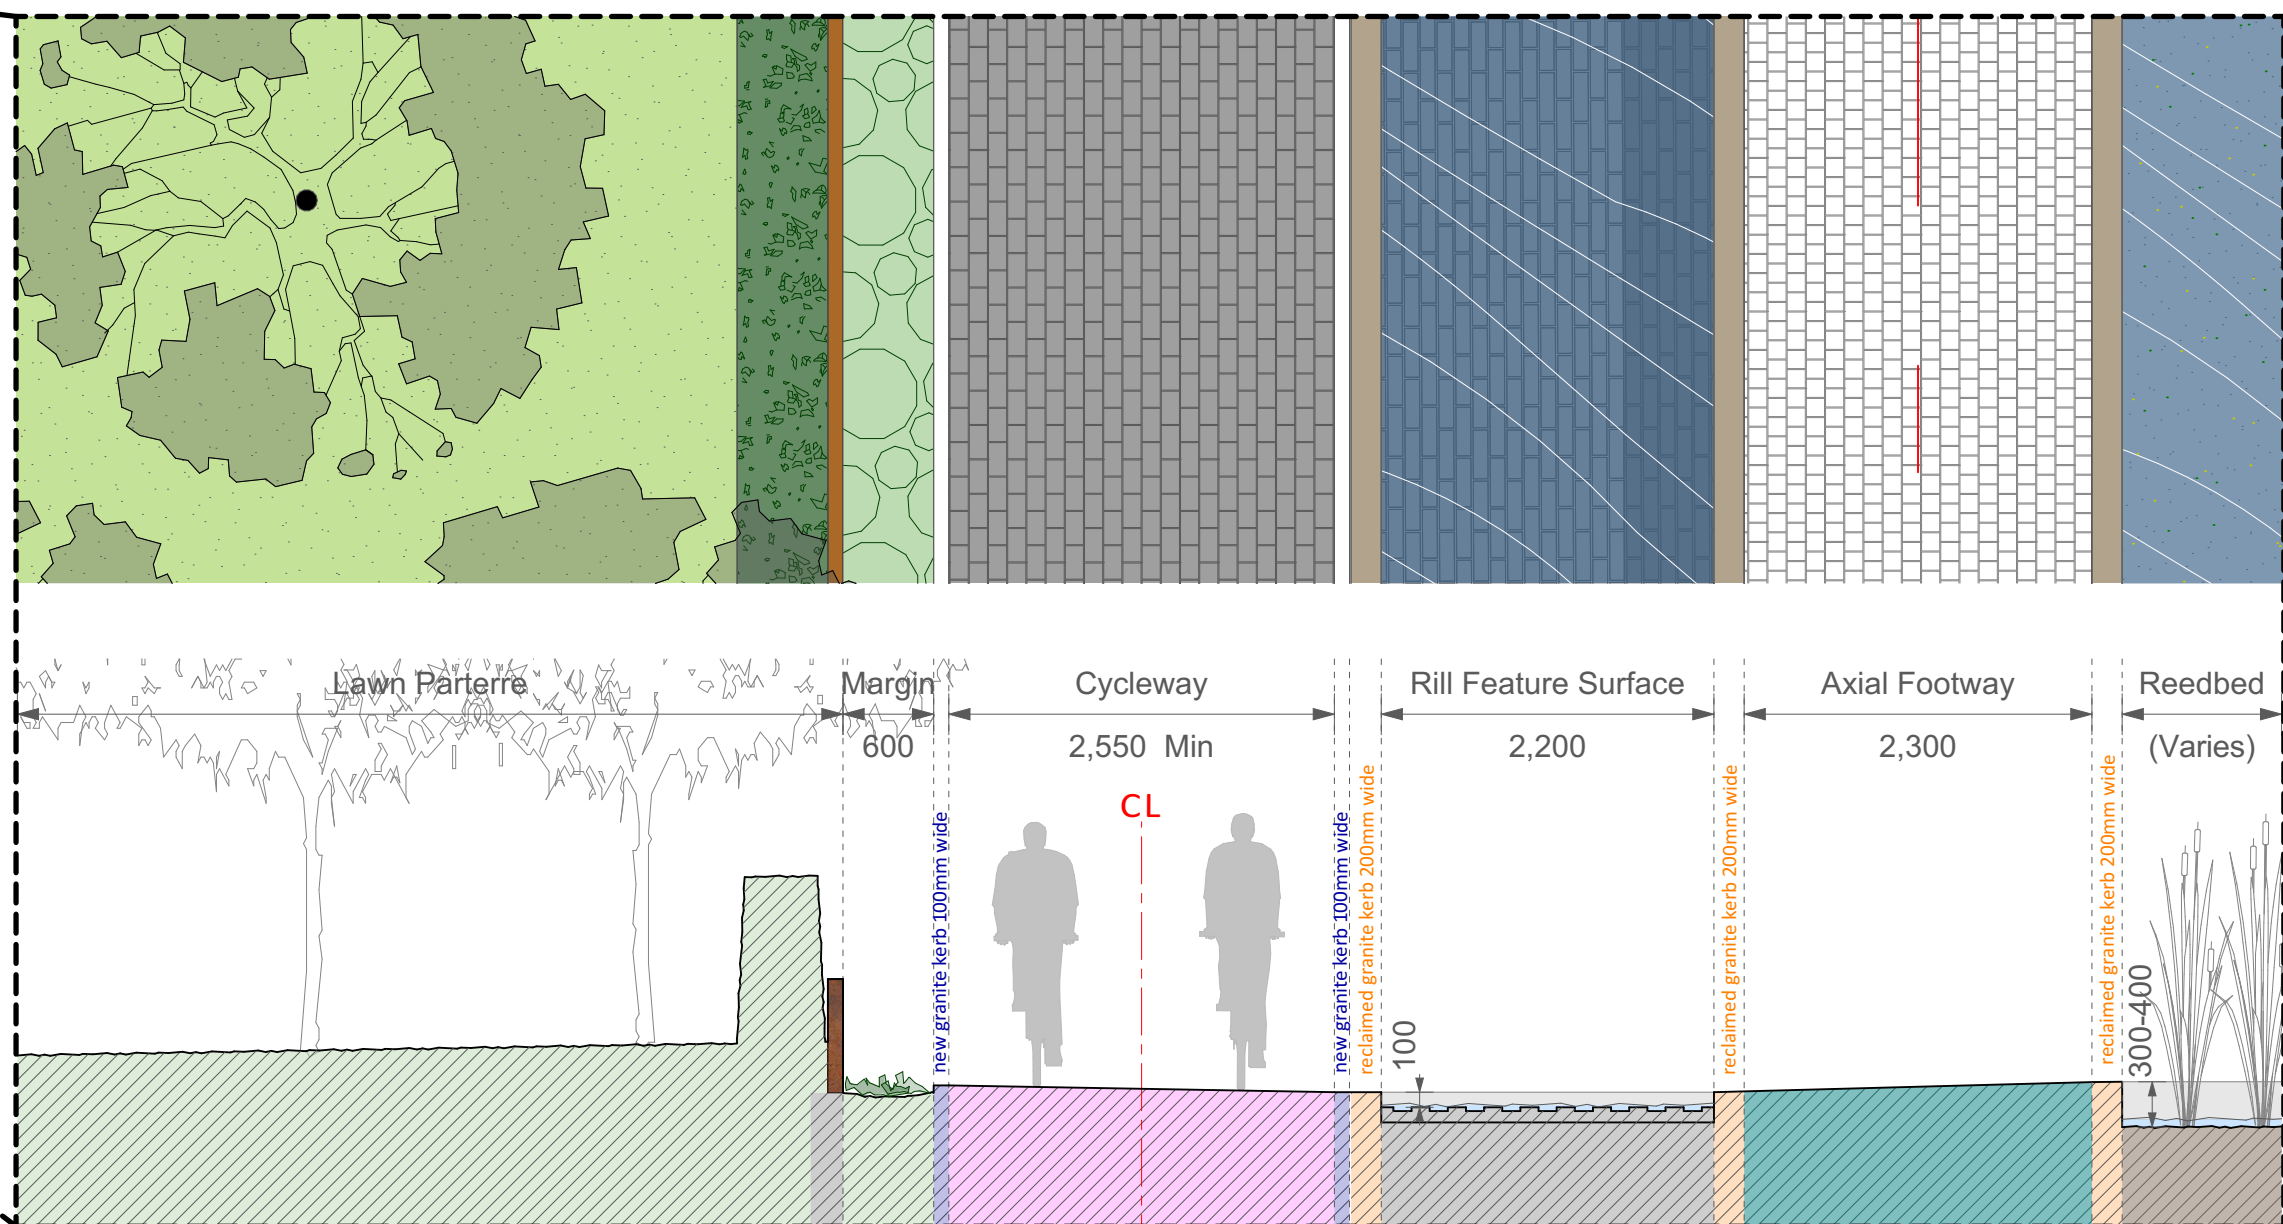 Lawn Parterre
Margin
Cycleway
Rill Feature Surface
Axial Footway
Reedbed
600
2,550 Min
2,200
2,300
(Varies)
CL
new granite kerb 100mm wide
new granite kerb 100mm wide
reclaimed granite kerb 200mm wide
reclaimed granite kerb 200mm wide
reclaimed granite kerb 200mm wide
100
300-400